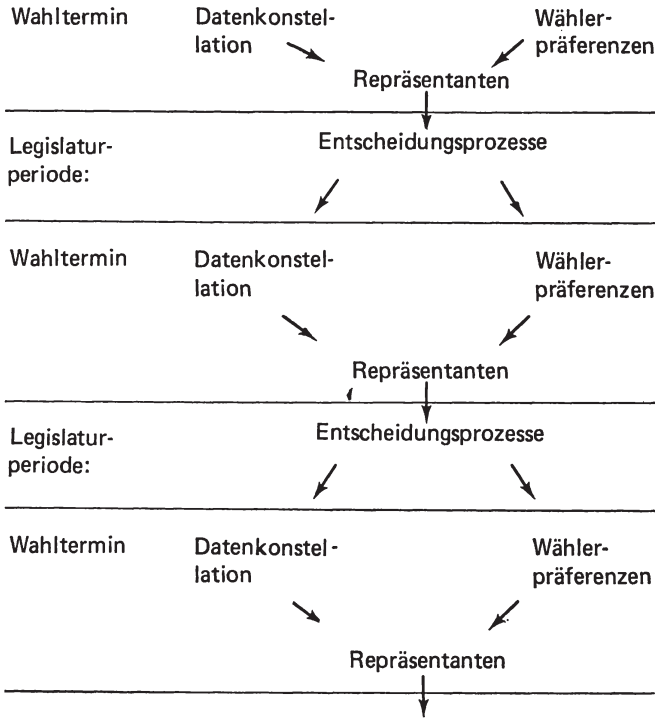 Wahltermin Datenkonstel- Wähler-
lation präferenzen
Repräsentanten
Legislatur- Entscheidungsprozesse
periode:
Wahltermin Datenkonstel- Wähler-
lation präferenzen
Repräsentanten
Legislatur- Entscheidungsprozesse
periode:
Wahltermin Datenkonstel- Wähler-
lation präferenzen
Repräsentanten